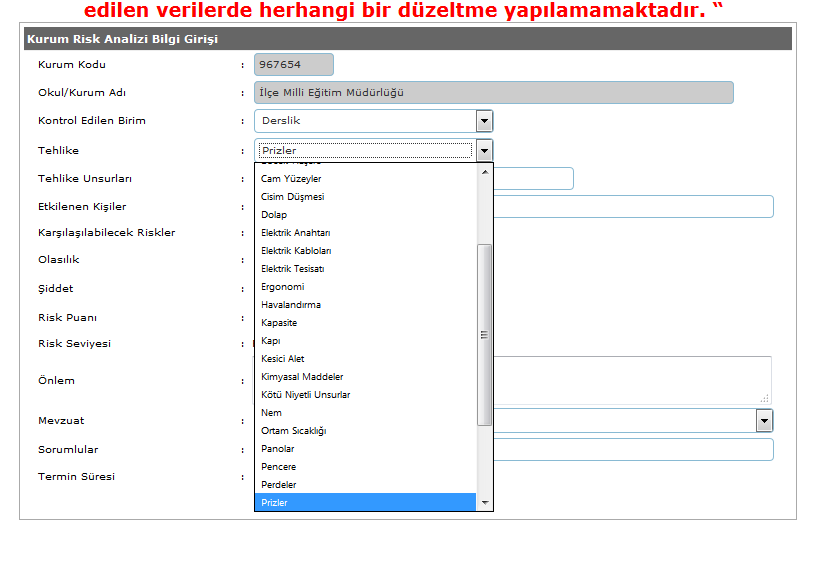 edilen verilerde herhangi bir düzeltme yapılamamaktadır. “
Kurum Risk Analizi Bilgi Girişi
Kurum Kodu : 967654
Okul/Kurum Adı : İlçe Milli Eğitim Müdürlüğü
Kontrol Edilen Birim : Derslik
Tehlike : Prizler
Tehlike Unsurları :
Etkilenen Kişiler :
Karşılaşılabilecek Riskler :
Olasılık :
Şiddet :
Risk Puanı :
Risk Seviyesi :
Önlem :
Mevzuat :
Sorumlular :
Termin Süresi :
Cam Yüzeyler
Cisim Düşmesi
Dolap
Elektrik Anahtarı
Elektrik Kabloları
Elektrik Tesisatı
Ergonomi
Havalandırma
Kapasite
Kapı
Kesici Alet
Kimyasal Maddeler
Kötü Niyetli Unsurlar
Nem
Ortam Sıcaklığı
Panolar
Pencere
Perdeler
Prizler